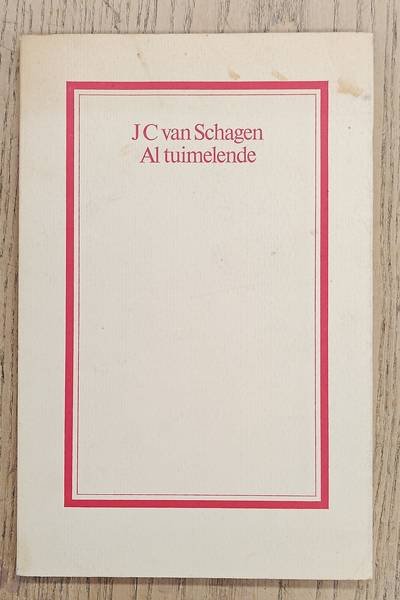 J C van Schagen
Al tuimelende